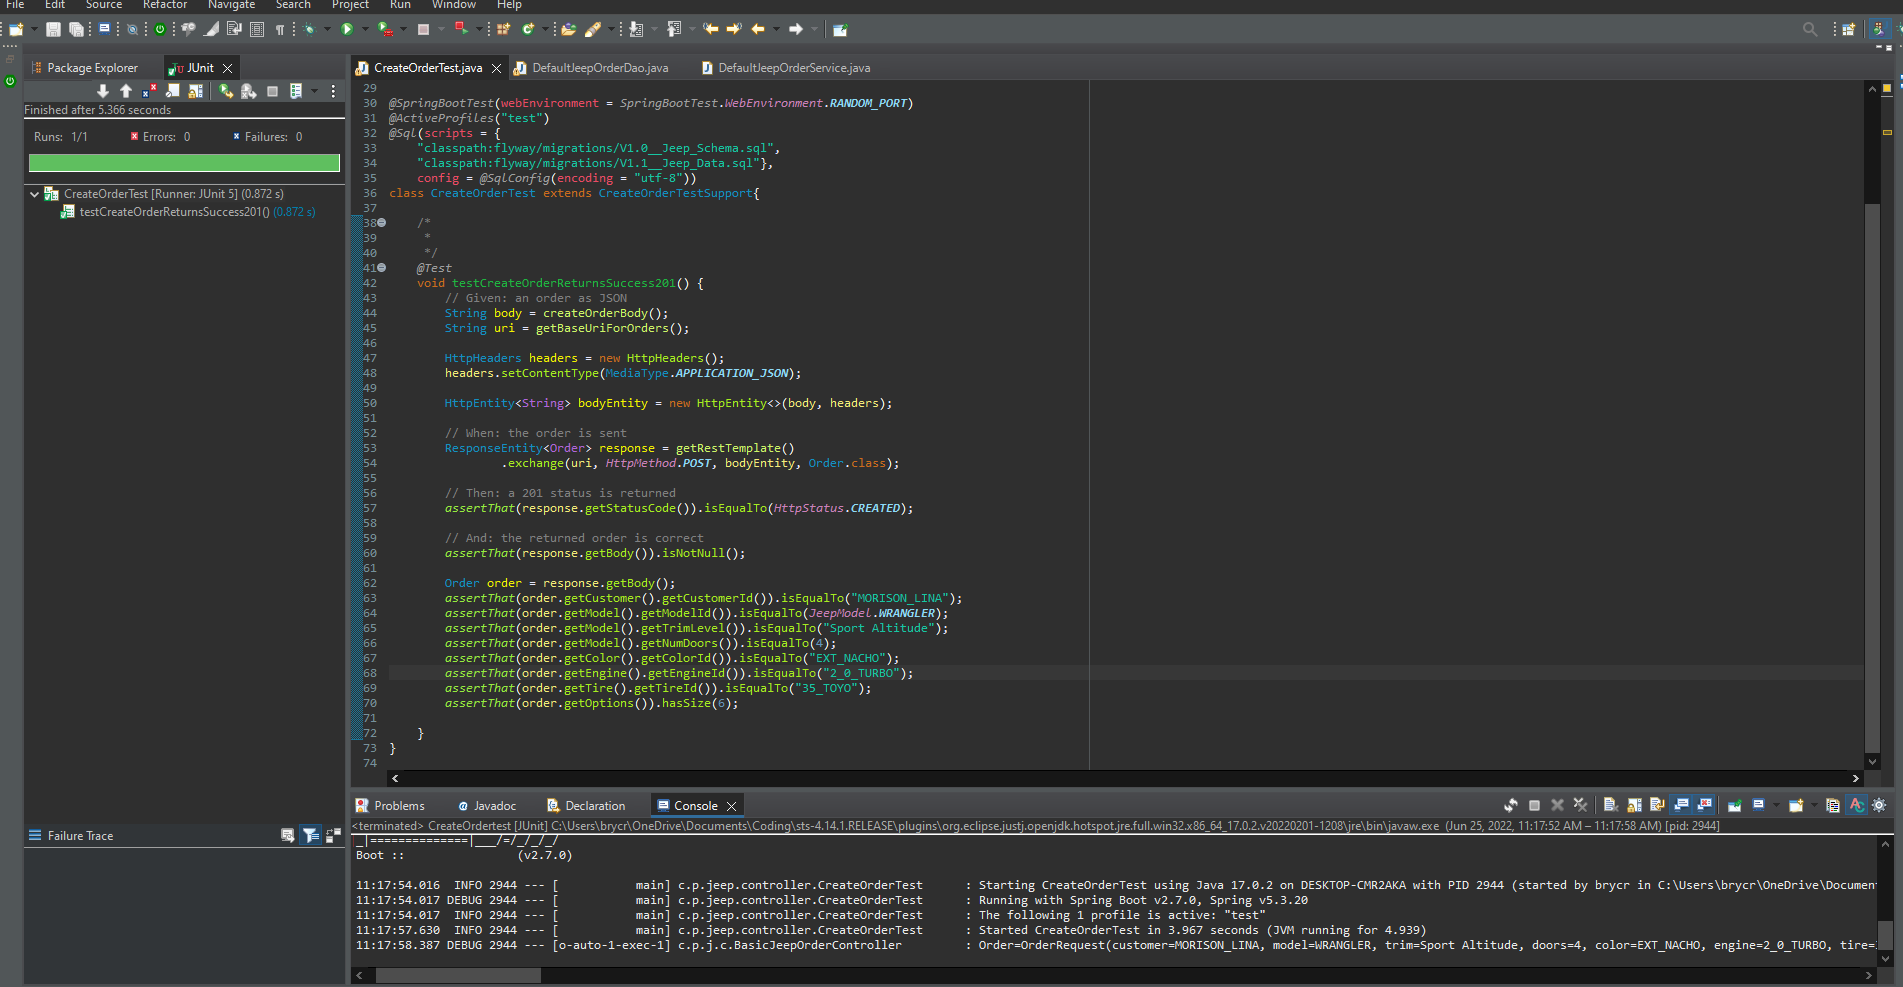 File Edit Source Refactor Navigate Search Project Run Window Help
Package Explorer JUnit
Finished after 5.366 seconds
Runs: 1/1 Errors: 0 Failures: 0
CreateOrderTest [Runner: JUnit 5] (0.872 s)
testCreateOrderReturnsSuccess201() (0.872 s)
Failure Trace
CreateOrderTest.java DefaultJeepOrderDao.java DefaultJeepOrderService.java
29
30 @SpringBootTest(webEnvironment = SpringBootTest.WebEnvironment.RANDOM_PORT)
31 @ActiveProfiles("test")
32 @Sql(scripts = {
33 "classpath:flyway/migrations/V1.0__Jeep_Schema.sql",
34 "classpath:flyway/migrations/V1.1__Jeep_Data.sql"},
35 config = @SqlConfig(encoding = "utf-8"))
36 class CreateOrderTest extends CreateOrderTestSupport{
37
38 /*
39 *
40 */
41 @Test
42 void testCreateOrderReturnsSuccess201() {
43 // Given: an order as JSON
44 String body = createOrderBody();
45 String uri = getBaseUriForOrders();
46
47 HttpHeaders headers = new HttpHeaders();
48 headers.setContentType(MediaType.APPLICATION_JSON);
49
50 HttpEntity<String> bodyEntity = new HttpEntity<>(body, headers);
51
52 // When: the order is sent
53 ResponseEntity<Order> response = getRestTemplate()
54 .exchange(uri, HttpMethod.POST, bodyEntity, Order.class);
55
56 // Then: a 201 status is returned
57 assertThat(response.getStatusCode()).isEqualTo(HttpStatus.CREATED);
58
59 // And: the returned order is correct
60 assertThat(response.getBody()).isNotNull();
61
62 Order order = response.getBody();
63 assertThat(order.getCustomer().getCustomerId()).isEqualTo("MORISON_LINA");
64 assertThat(order.getModel().getModelId()).isEqualTo(JeepModel.WRANGLER);
65 assertThat(order.getModel().getTrimLevel()).isEqualTo("Sport Altitude");
66 assertThat(order.getModel().getNumDoors()).isEqualTo(4);
67 assertThat(order.getColor().getColorId()).isEqualTo("EXT_NACHO");
68 assertThat(order.getEngine().getEngineId()).isEqualTo("2_0_TURBO");
69 assertThat(order.getTire().getTireId()).isEqualTo("35_TOYO");
70 assertThat(order.getOptions()).hasSize(6);
71
72 }
73 }
74
Problems Javadoc Declaration Console
<terminated> CreateOrdertest [JUnit] C:\Users\brycr\OneDrive\Documents\Coding\sts-4.14.1.RELEASE\plugins\org.eclipse.justj.openjdk.hotspot.jre.full.win32.x86_64_17.0.2.v20220201-1208\jre\bin\javaw.exe (Jun 25, 2022, 11:17:52 AM – 11:17:58 AM) [pid: 2944]
_|==============|___/=/_/_/_/
Boot :: (v2.7.0)
11:17:54.016 INFO 2944 --- [ main] c.p.jeep.controller.CreateOrderTest : Starting CreateOrderTest using Java 17.0.2 on DESKTOP-CMR2AKA with PID 2944 (started by brycr in C:\Users\brycr\OneDrive\Documen
11:17:54.017 DEBUG 2944 --- [ main] c.p.jeep.controller.CreateOrderTest : Running with Spring Boot v2.7.0, Spring v5.3.20
11:17:54.017 INFO 2944 --- [ main] c.p.jeep.controller.CreateOrderTest : The following 1 profile is active: "test"
11:17:57.630 INFO 2944 --- [ main] c.p.jeep.controller.CreateOrderTest : Started CreateOrderTest in 3.967 seconds (JVM running for 4.939)
11:17:58.387 DEBUG 2944 --- [o-auto-1-exec-1] c.p.j.c.BasicJeepOrderController : Order=OrderRequest(customer=MORISON_LINA, model=WRANGLER, trim=Sport Altitude, doors=4, color=EXT_NACHO, engine=2_0_TURBO, tire=